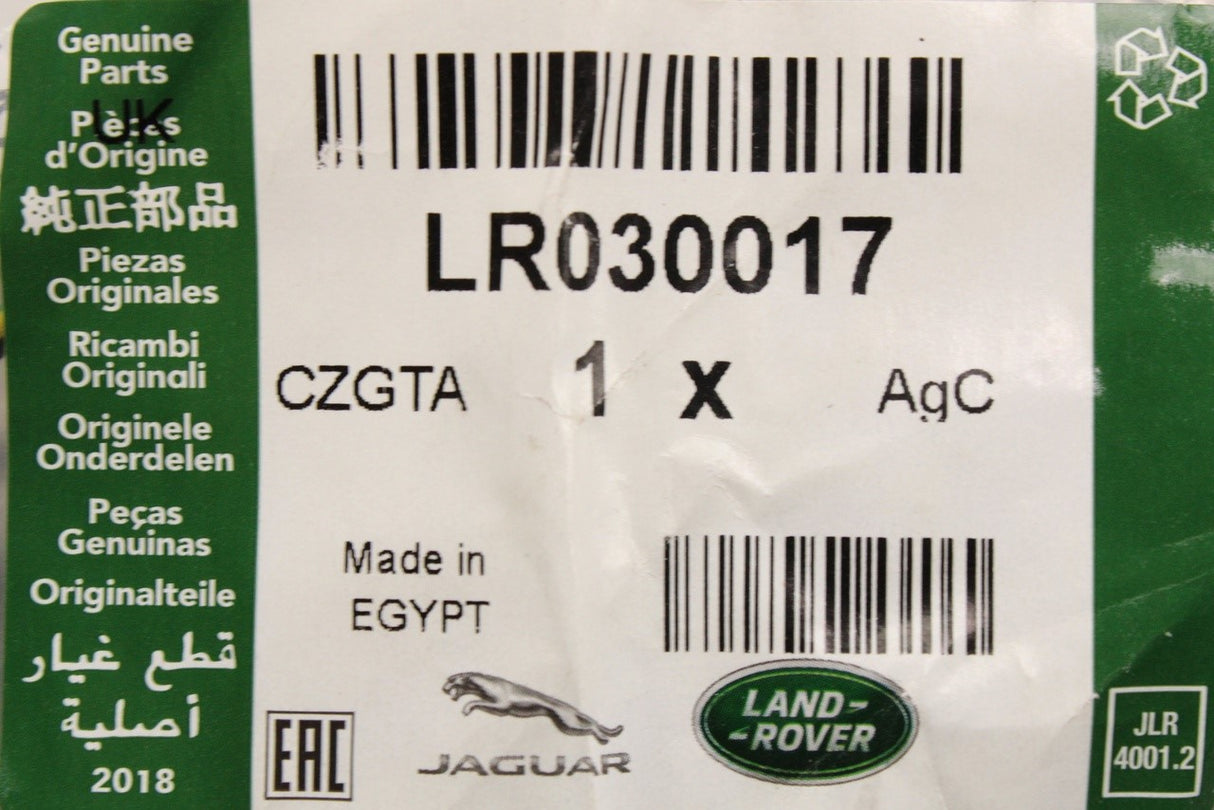 Genuine
Parts
UK
Pièces
d'Origine
純正部品
Piezas
Originales
Ricambi
Originali
Originele
Onderdelen
Peças
Genuinas
Originalteile
قطع غيار
أصلية
2018
LR030017
CZGTA 1 x AgC
Made in
EGYPT
EAC
JAGUAR
LAND-
-ROVER
JLR
4001.2